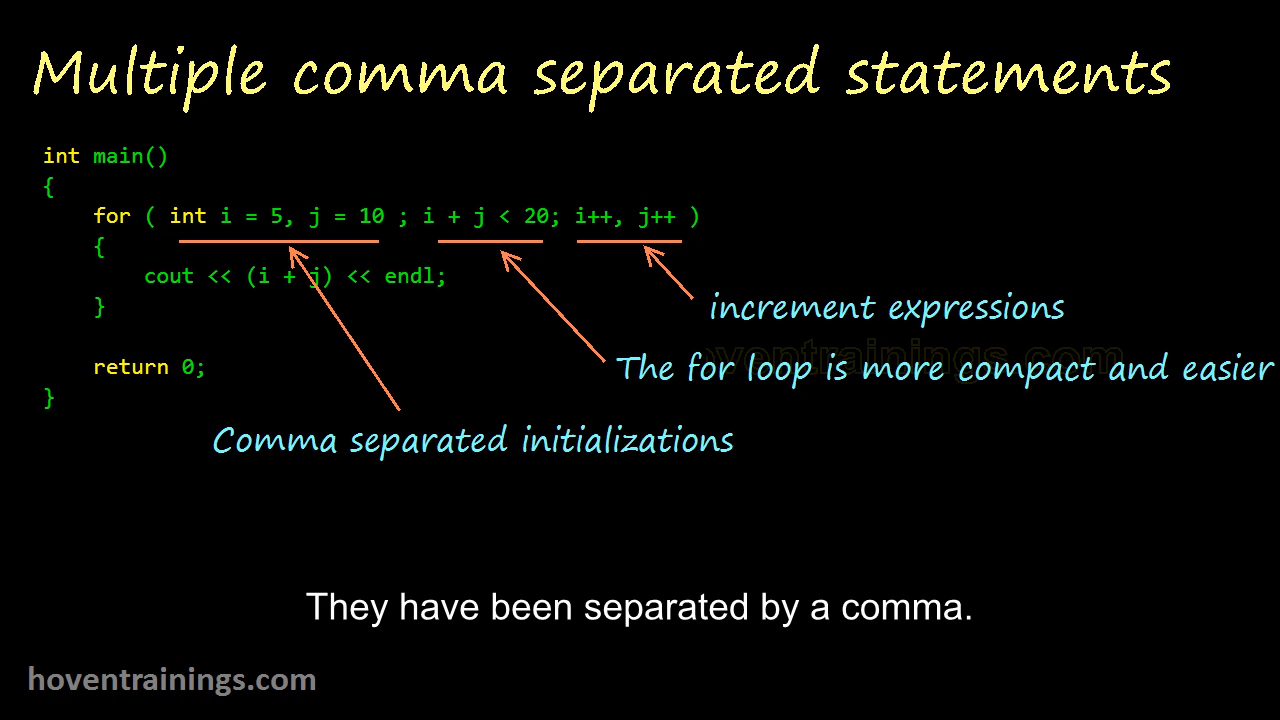 Multiple comma separated statements
int main()
{
for ( int i = 5, j = 10 ; i + j < 20; i++, j++ )
{
cout << (i + j) << endl;
}
increment expressions
The for loop is more compact and easier
return 0;
}
Comma separated initializations
They have been separated by a comma.
hoventrainings.com